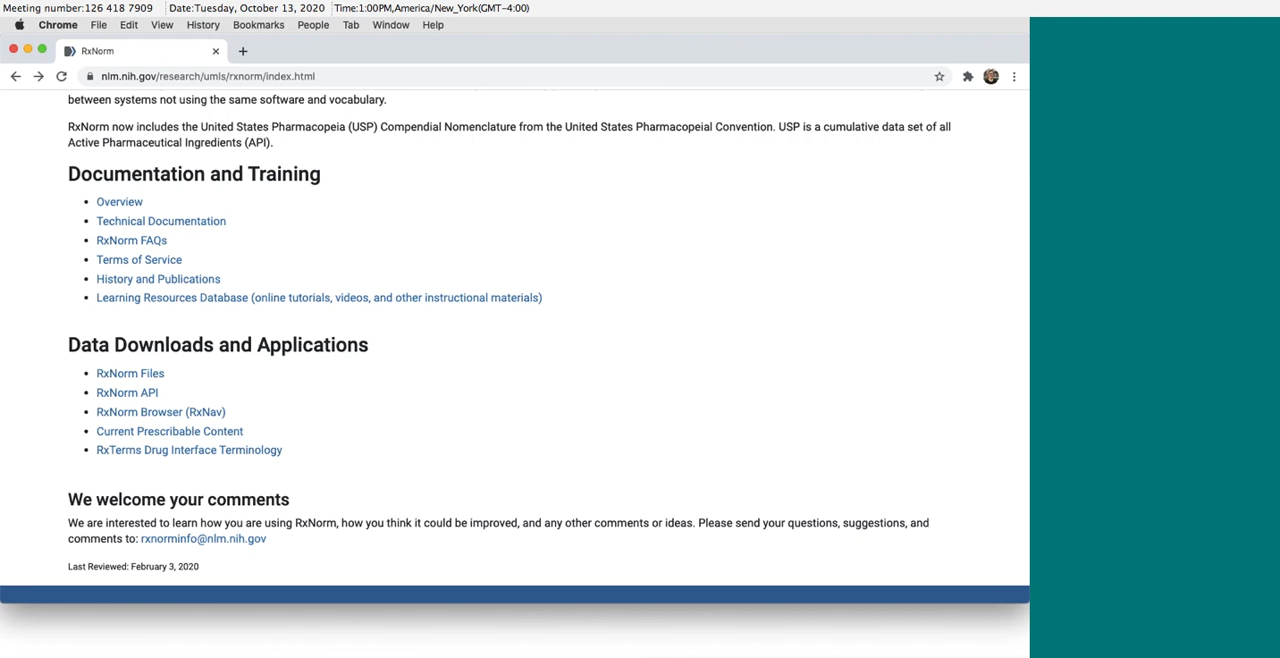 Meeting number:126 418 7909 Date:Tuesday, October 13, 2020 Time:1:00PM,America/New_York(GMT-4:00)
Chrome File Edit View History Bookmarks People Tab Window Help
RxNorm
nlm.nih.gov/research/umls/rxnorm/index.html
between systems not using the same software and vocabulary.
RxNorm now includes the United States Pharmacopeia (USP) Compendial Nomenclature from the United States Pharmacopeial Convention. USP is a cumulative data set of all
Active Pharmaceutical Ingredients (API).
Documentation and Training
Overview
Technical Documentation
RxNorm FAQs
Terms of Service
History and Publications
Learning Resources Database (online tutorials, videos, and other instructional materials)
Data Downloads and Applications
RxNorm Files
RxNorm API
RxNorm Browser (RxNav)
Current Prescribable Content
RxTerms Drug Interface Terminology
We welcome your comments
We are interested to learn how you are using RxNorm, how you think it could be improved, and any other comments or ideas. Please send your questions, suggestions, and
comments to: rxnorminfo@nlm.nih.gov
Last Reviewed: February 3, 2020